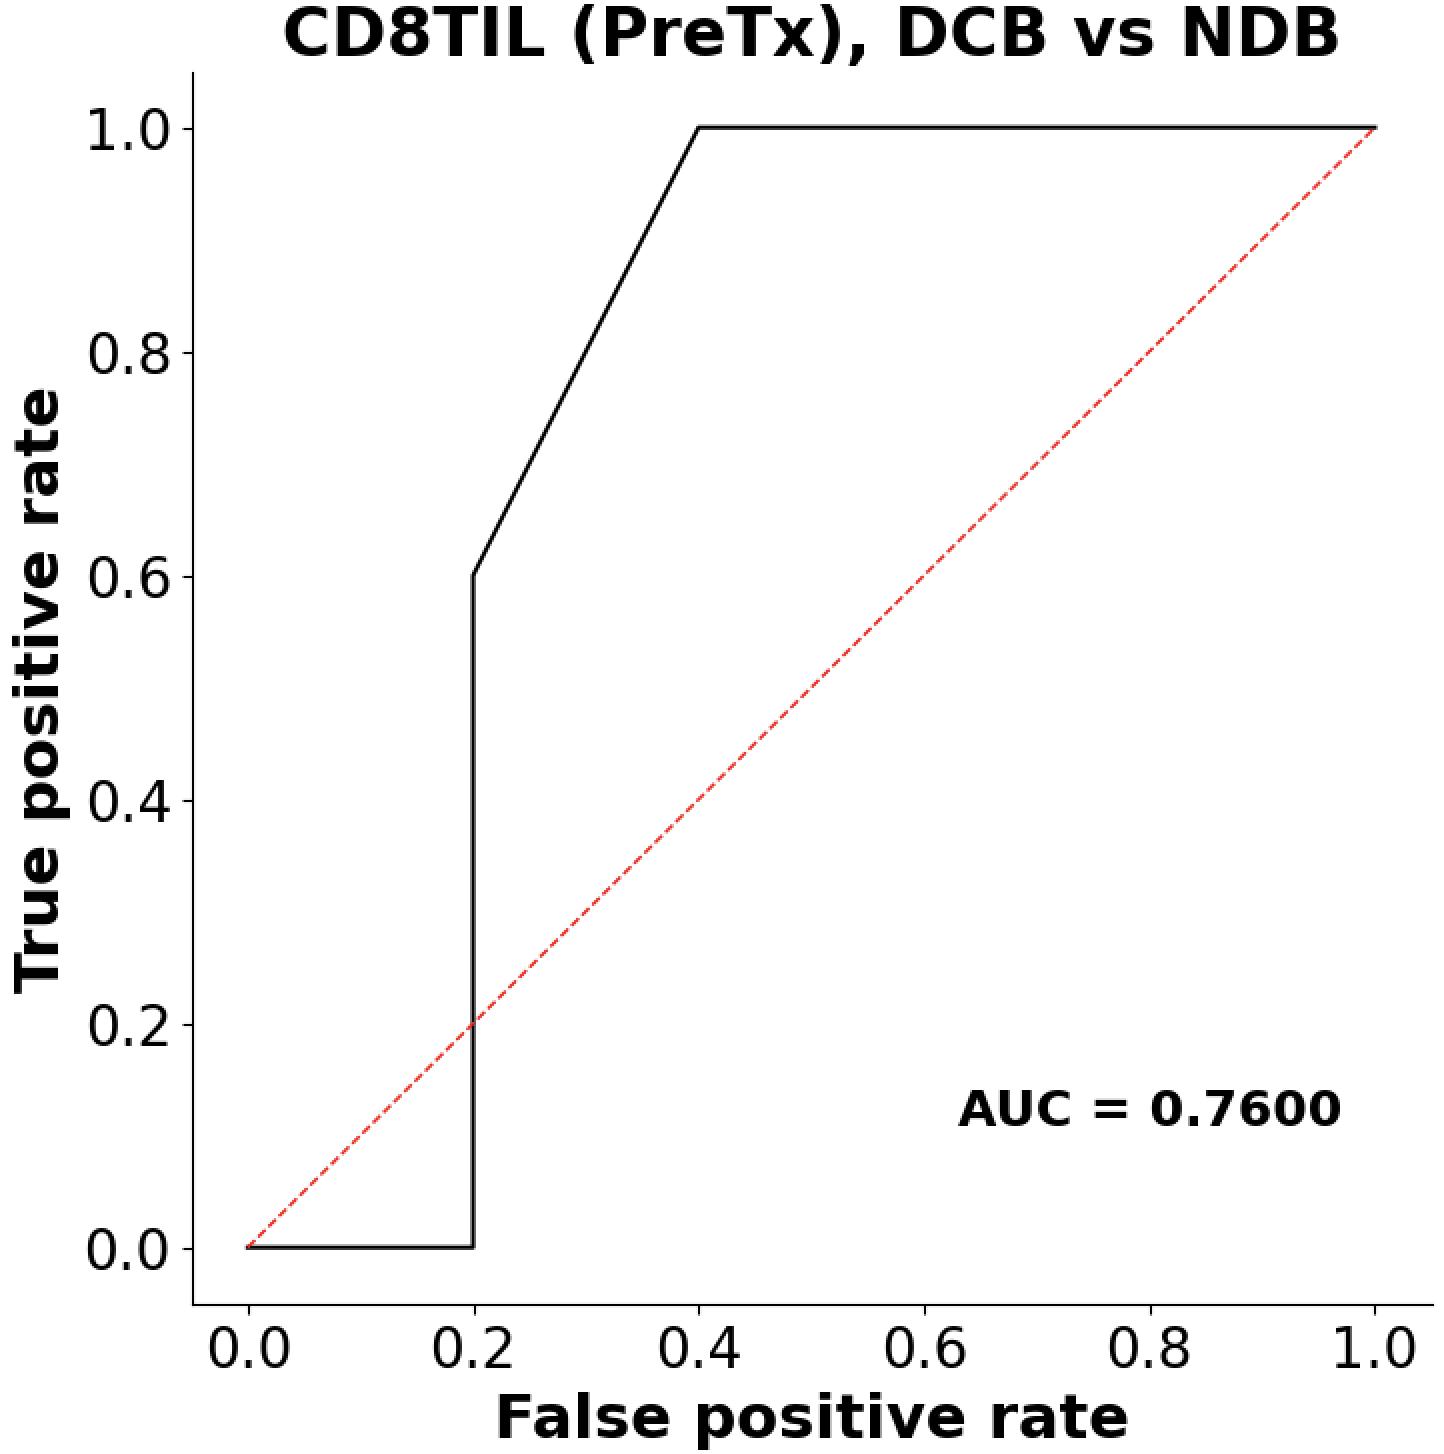 CD8TIL (PreTx), DCB vs NDB
True positive rate
1.0
0.8
0.6
0.4
0.2
0.0
AUC = 0.7600
0.0 0.2 0.4 0.6 0.8 1.0
False positive rate